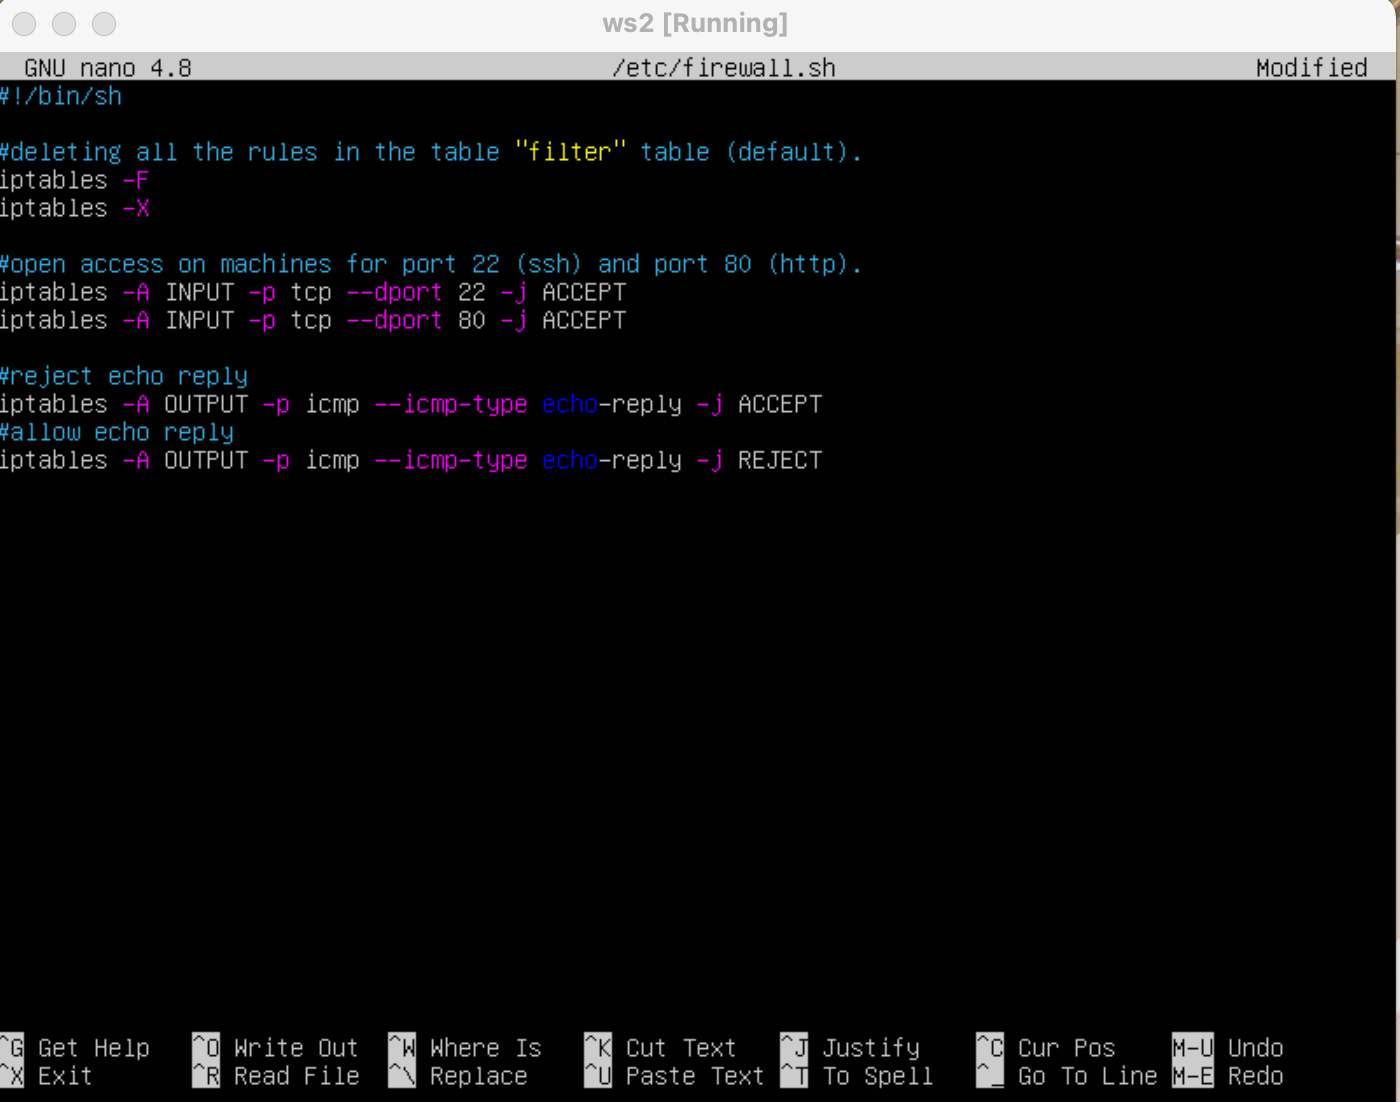 ws2 [Running]
GNU nano 4.8 /etc/firewall.sh Modified
#!/bin/sh
#deleting all the rules in the table "filter" table (default).
iptables -F
iptables -X
#open access on machines for port 22 (ssh) and port 80 (http).
iptables -A INPUT -p tcp --dport 22 -j ACCEPT
iptables -A INPUT -p tcp --dport 80 -j ACCEPT
#reject echo reply
iptables -A OUTPUT -p icmp --icmp-type echo-reply -j ACCEPT
#allow echo reply
iptables -A OUTPUT -p icmp --icmp-type echo-reply -j REJECT
^G Get Help ^O Write Out ^W Where Is ^K Cut Text ^J Justify ^C Cur Pos M-U Undo
^X Exit ^R Read File ^\ Replace ^U Paste Text ^T To Spell ^_ Go To Line M-E Redo